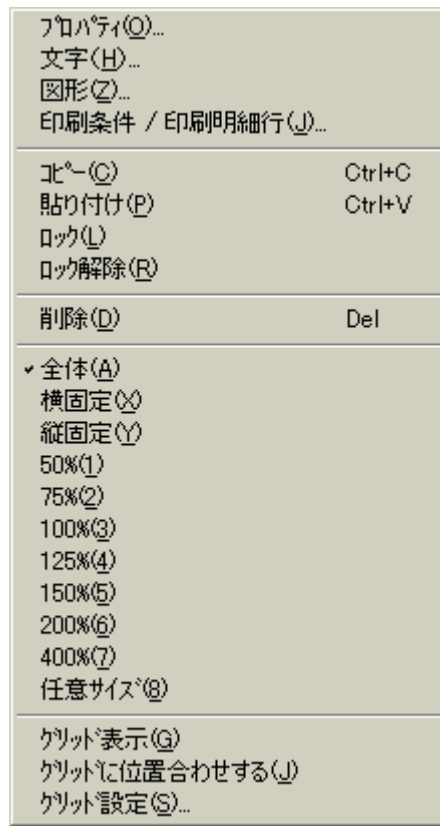 ﾌﾟﾛﾊﾟﾃｨ(O)...
文字(H)...
図形(Z)...
印刷条件 / 印刷明細行(J)...
ｺﾋﾟｰ(C) Ctrl+C
貼り付け(P) Ctrl+V
ﾛｯｸ(L)
ﾛｯｸ解除(R)
削除(D) Del
全体(A)
横固定(X)
縦固定(Y)
50%(1)
75%(2)
100%(3)
125%(4)
150%(5)
200%(6)
400%(7)
任意ｻｲｽﾞ(8)
ｸﾞﾘｯﾄﾞ表示(G)
ｸﾞﾘｯﾄﾞに位置合わせする(J)
ｸﾞﾘｯﾄﾞ設定(S)...